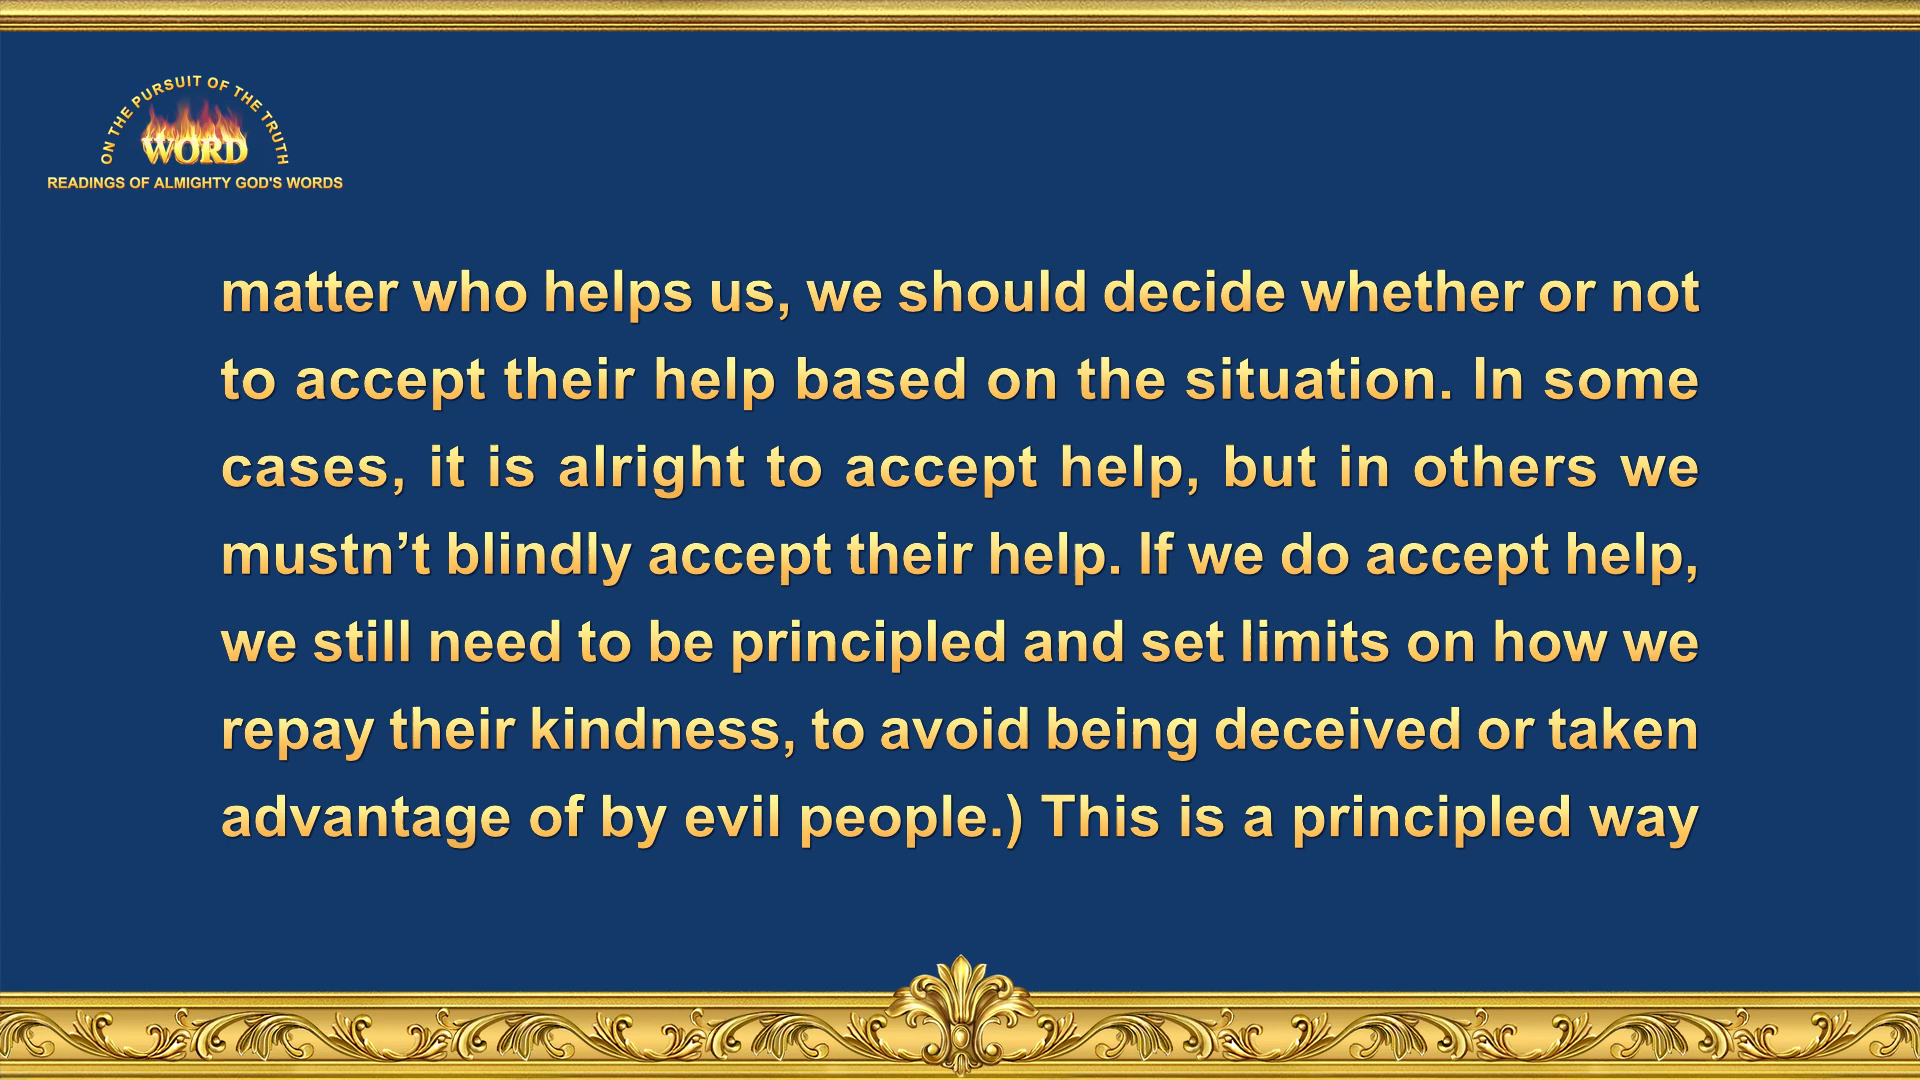 ON THE PURSUIT OF THE TRUTH
WORD
READINGS OF ALMIGHTY GOD'S WORDS
matter who helps us, we should decide whether or not
to accept their help based on the situation. In some
cases, it is alright to accept help, but in others we
mustn’t blindly accept their help. If we do accept help,
we still need to be principled and set limits on how we
repay their kindness, to avoid being deceived or taken
advantage of by evil people.) This is a principled way